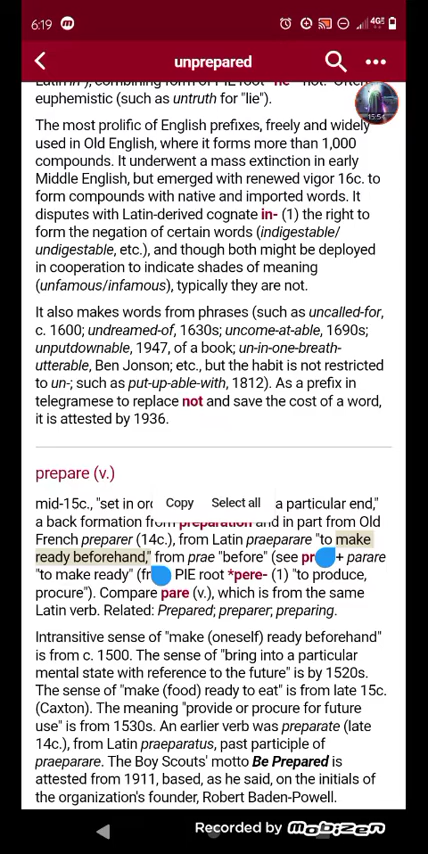 6:19
4G
unprepared
euphemistic (such as untruth for "lie").
15:54
The most prolific of English prefixes, freely and widely
used in Old English, where it forms more than 1,000
compounds. It underwent a mass extinction in early
Middle English, but emerged with renewed vigor 16c. to
form compounds with native and imported words. It
disputes with Latin-derived cognate in- (1) the right to
form the negation of certain words (indigestable/
undigestable, etc.), and though both might be deployed
in cooperation to indicate shades of meaning
(unfamous/infamous), typically they are not.
It also makes words from phrases (such as uncalled-for,
c. 1600; undreamed-of, 1630s; uncome-at-able, 1690s;
unputdownable, 1947, of a book; un-in-one-breath-
utterable, Ben Jonson; etc., but the habit is not restricted
to un-; such as put-up-able-with, 1812). As a prefix in
telegramese to replace not and save the cost of a word,
it is attested by 1936.
prepare (v.)
Copy Select all
mid-15c., "set in a particular end,"
a back formation from preparation and in part from Old
French preparer (14c.), from Latin praeparare "to make
ready beforehand," from prae "before" (see + parare
"to make ready" PIE root *pere- (1) "to produce,
procure"). Compare pare (v.), which is from the same
Latin verb. Related: Prepared; preparer; preparing.
Intransitive sense of "make (oneself) ready beforehand"
is from c. 1500. The sense of "bring into a particular
mental state with reference to the future" is by 1520s.
The sense of "make (food) ready to eat" is from late 15c.
(Caxton). The meaning "provide or procure for future
use" is from 1530s. An earlier verb was preparate (late
14c.), from Latin praeparatus, past participle of
praeparare. The Boy Scouts' motto Be Prepared is
attested from 1911, based, as he said, on the initials of
the organization's founder, Robert Baden-Powell.
Recorded by mobizen